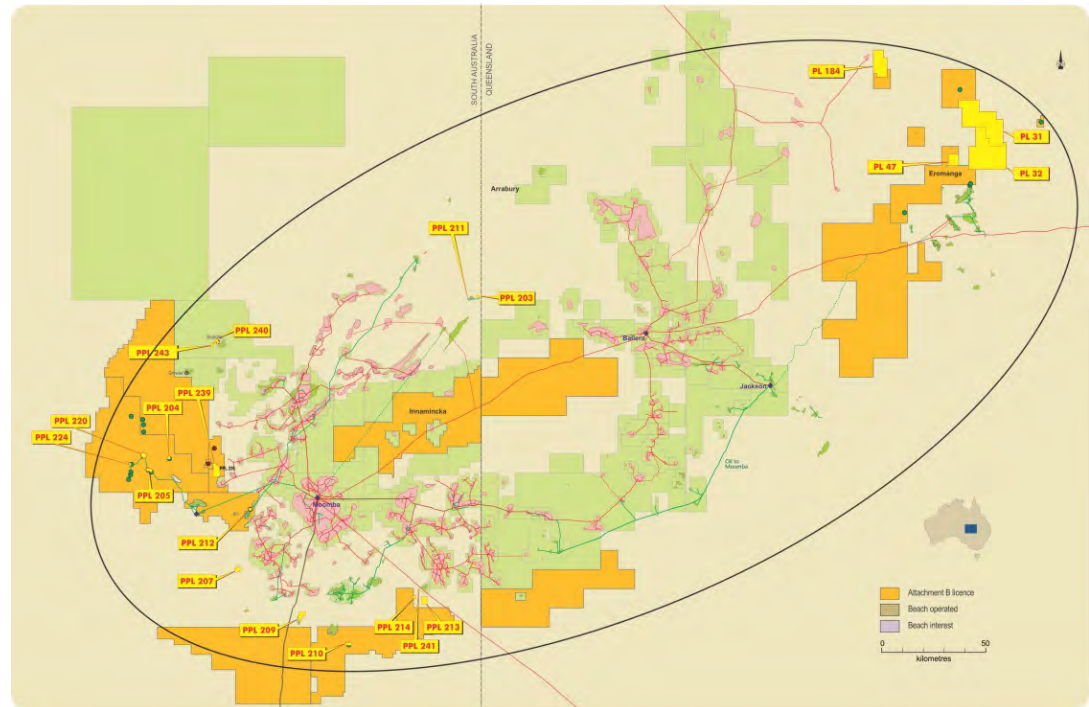 SOUTH AUSTRALIA
QUEENSLAND
PL 184
PL 31
PL 47
PL 32
Eromanga
Arrabury
PPL 211
PPL 203
PPL 240
PPL 243
Ballera
Jackson
PPL 239
PPL 204
PPL 220
PPL 224
Innamincka
Oil to
Moomba
PPL 205
Moomba
PPL 212
PPL 207
PPL 214
PPL 213
PPL 209
PPL 241
PPL 210
Attachment B licence
Beach operated
Beach interest
0 50
kilometres